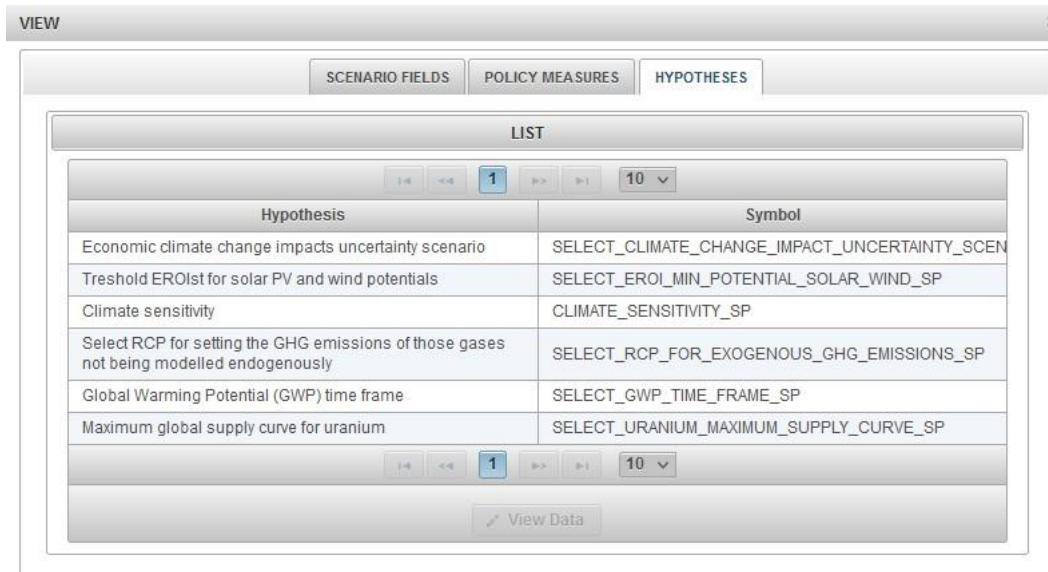 VIEW
SCENARIO FIELDS POLICY MEASURES HYPOTHESES
LIST
1 10
Hypothesis Symbol
Economic climate change impacts uncertainty scenario SELECT_CLIMATE_CHANGE_IMPACT_UNCERTAINTY_SCEN
Treshold EROIst for solar PV and wind potentials SELECT_EROI_MIN_POTENTIAL_SOLAR_WIND_SP
Climate sensitivity CLIMATE_SENSITIVITY_SP
Select RCP for setting the GHG emissions of those gases
not being modelled endogenously SELECT_RCP_FOR_EXOGENOUS_GHG_EMISSIONS_SP
Global Warming Potential (GWP) time frame SELECT_GWP_TIME_FRAME_SP
Maximum global supply curve for uranium SELECT_URANIUM_MAXIMUM_SUPPLY_CURVE_SP
1 10
View Data